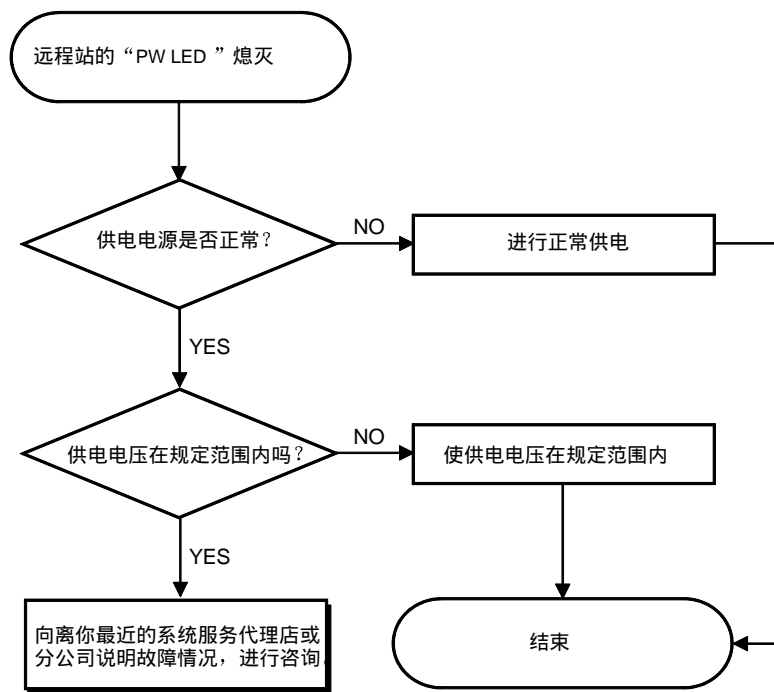 远程站的“PW LED ”熄灭
供电电源是否正常?
NO
进行正常供电
YES
供电电压在规定范围内吗?
NO
使供电电压在规定范围内
YES
向离你最近的系统服务代理店或
分公司说明故障情况，进行咨询.
结束